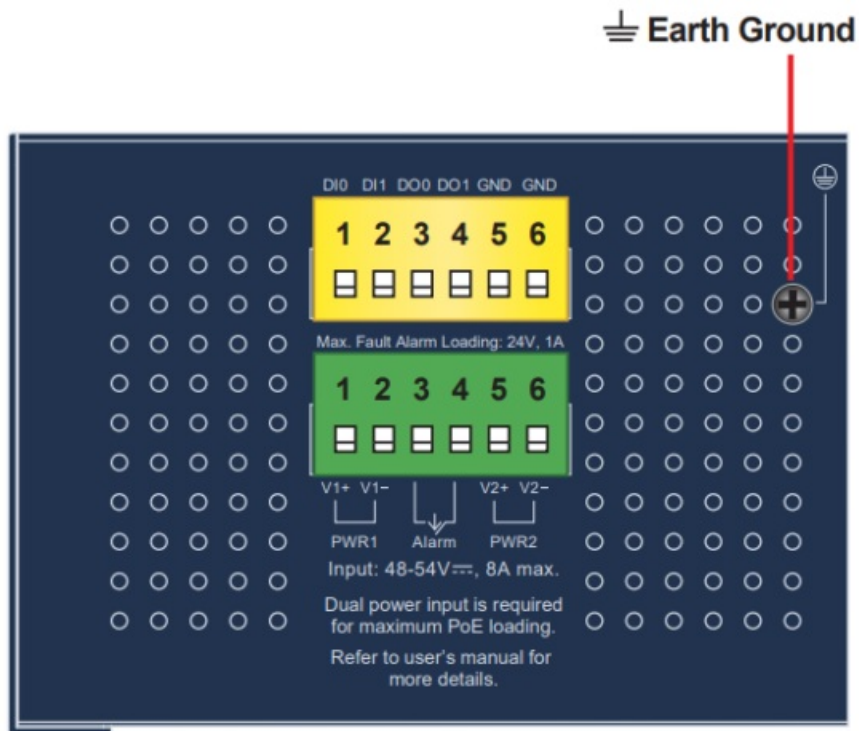 ⏚ Earth Ground
DI0 DI1 DO0 DO1 GND GND
1 2 3 4 5 6
Max. Fault Alarm Loading: 24V, 1A
1 2 3 4 5 6
V1+ V1− V2+ V2−
PWR1 Alarm PWR2
Input: 48-54V⎓, 8A max.
Dual power input is required
for maximum PoE loading.
Refer to user's manual for
more details.